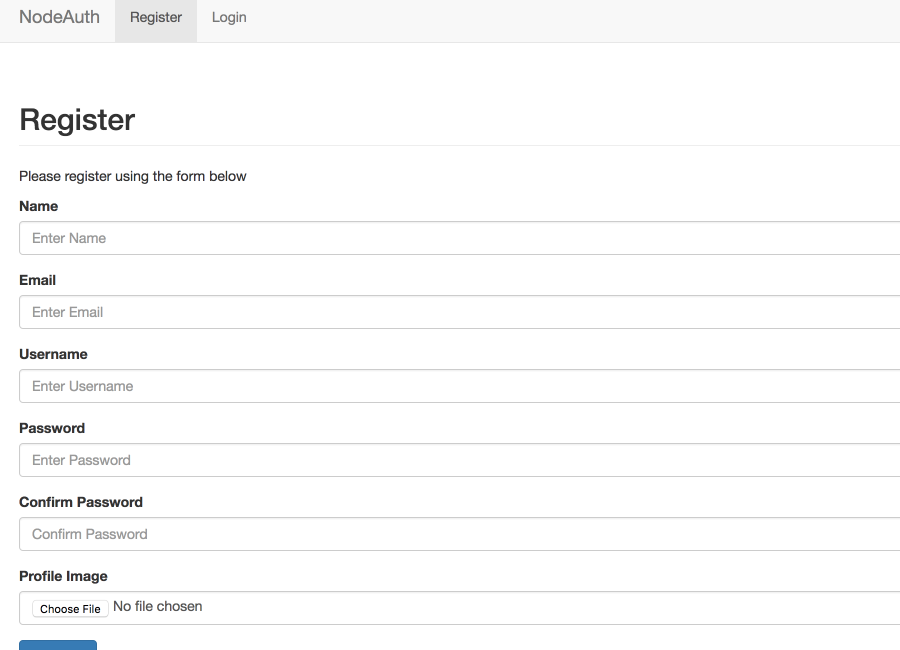 NodeAuth Register Login
Register
Please register using the form below
Name
Enter Name
Email
Enter Email
Username
Enter Username
Password
Enter Password
Confirm Password
Confirm Password
Profile Image
Choose File No file chosen